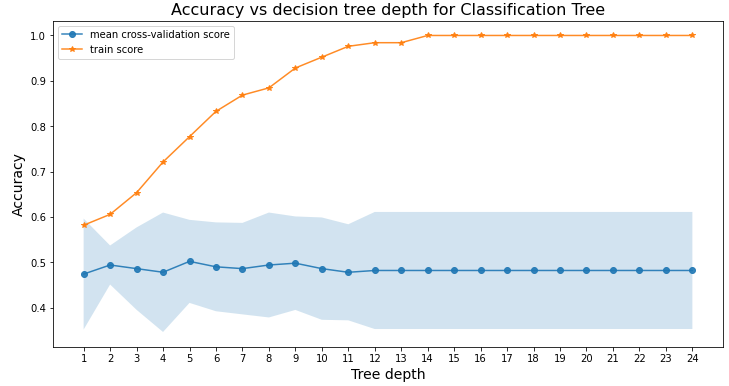 Accuracy vs decision tree depth for Classification Tree
mean cross-validation score
train score
1.0
0.9
0.8
0.7
0.6
0.5
0.4
Accuracy
1 2 3 4 5 6 7 8 9 10 11 12 13 14 15 16 17 18 19 20 21 22 23 24
Tree depth